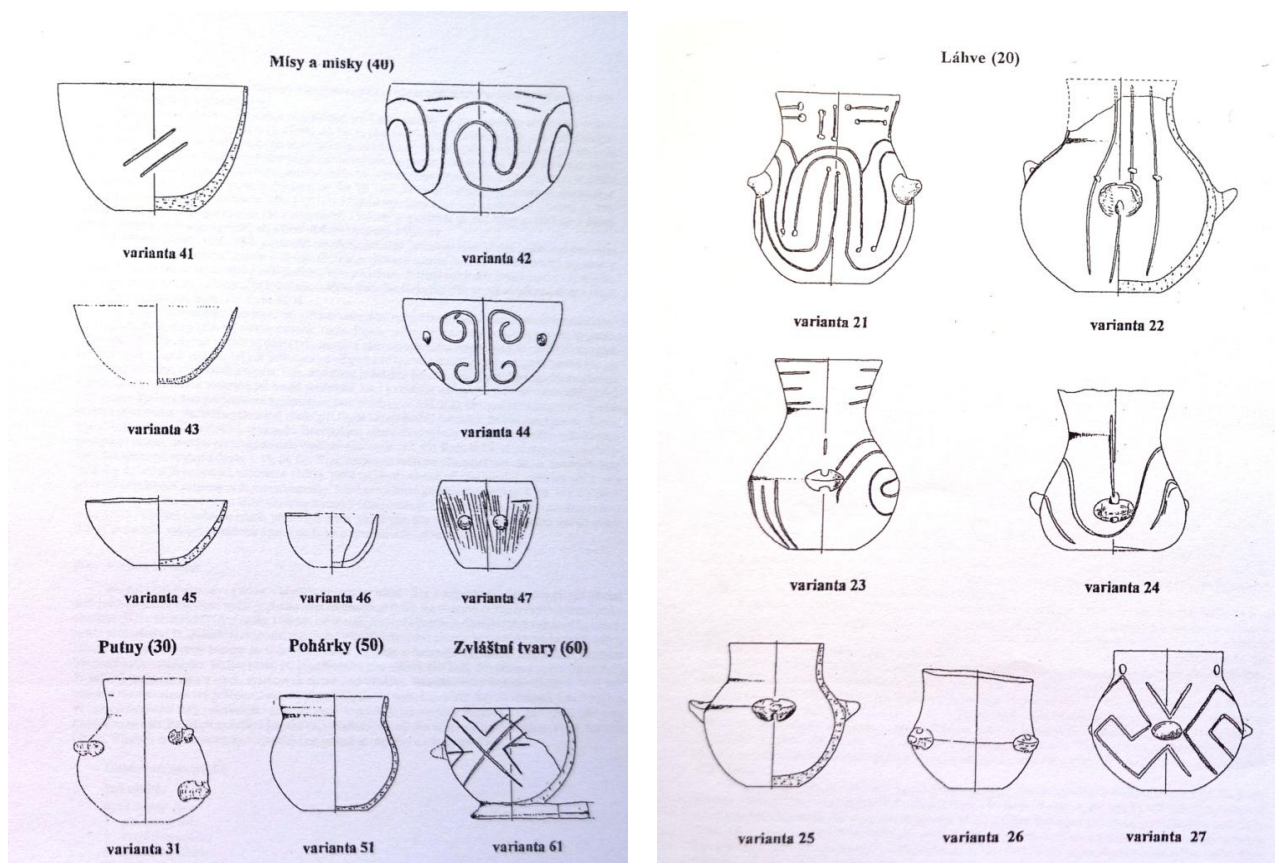 Mísy a misky (40)
varianta 41
varianta 42
varianta 43
varianta 44
varianta 45
varianta 46
varianta 47
Putny (30)
Pohárky (50)
Zvláštní tvary (60)
varianta 31
varianta 51
varianta 61
Láhve (20)
varianta 21
varianta 22
varianta 23
varianta 24
varianta 25
varianta 26
varianta 27